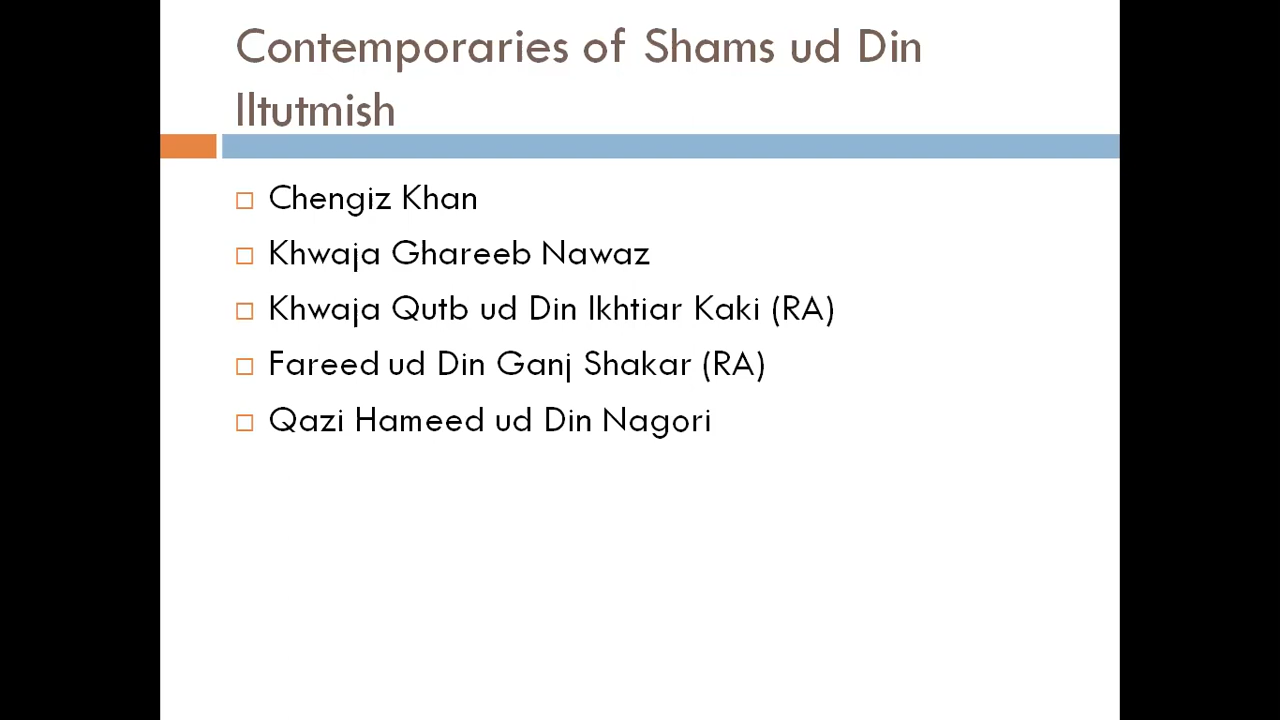 Contemporaries of Shams ud Din
Iltutmish
Chengiz Khan
Khwaja Ghareeb Nawaz
Khwaja Qutb ud Din Ikhtiar Kaki (RA)
Fareed ud Din Ganj Shakar (RA)
Qazi Hameed ud Din Nagori